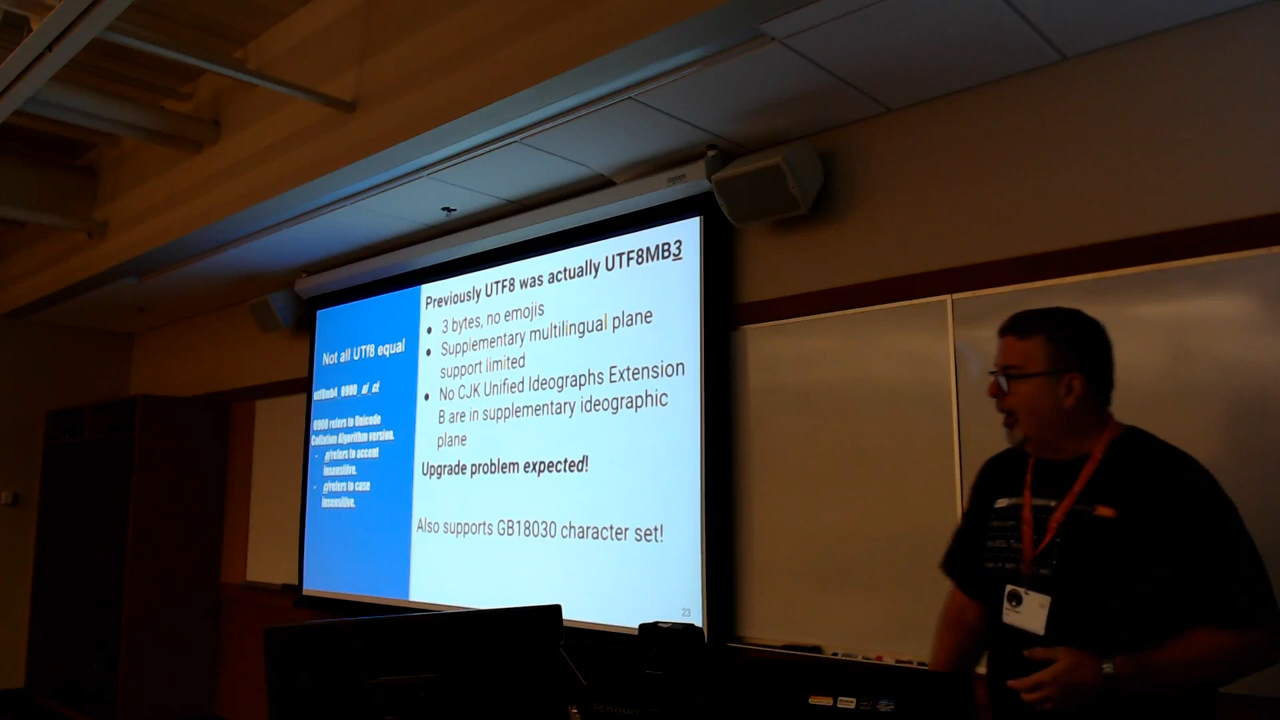 Not all UTf8 equal
utf8mb4_0900_ai_ci
0900 refers to Unicode
Collation Algorithm version.
- ai refers to accent
insensitive.
- ci refers to case
insensitive.
Previously UTF8 was actually UTF8MB3
● 3 bytes, no emojis
● Supplementary multilingual plane
support limited
● No CJK Unified Ideographs Extension
B are in supplementary ideographic
plane
Upgrade problem expected!
Also supports GB18030 character set!
23